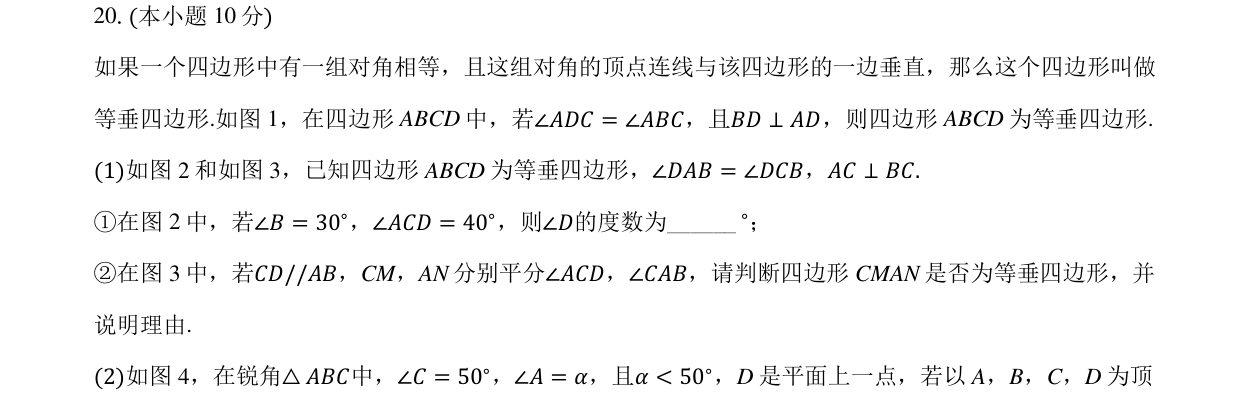 20. (本小题 10 分)
如果一个四边形中有一组对角相等，且这组对角的顶点连线与该四边形的一边垂直，那么这个四边形叫做
等垂四边形.如图 1，在四边形 ABCD 中，若∠ADC = ∠ABC，且BD ⊥ AD，则四边形 ABCD 为等垂四边形.
(1)如图 2 和如图 3，已知四边形 ABCD 为等垂四边形，∠DAB = ∠DCB，AC ⊥ BC.
①在图 2 中，若∠B = 30°，∠ACD = 40°，则∠D的度数为______ °；
②在图 3 中，若CD//AB，CM，AN 分别平分∠ACD，∠CAB，请判断四边形 CMAN 是否为等垂四边形，并
说明理由.
(2)如图 4，在锐角△ ABC中，∠C = 50°，∠A = α，且α < 50°，D 是平面上一点，若以 A，B，C，D 为顶